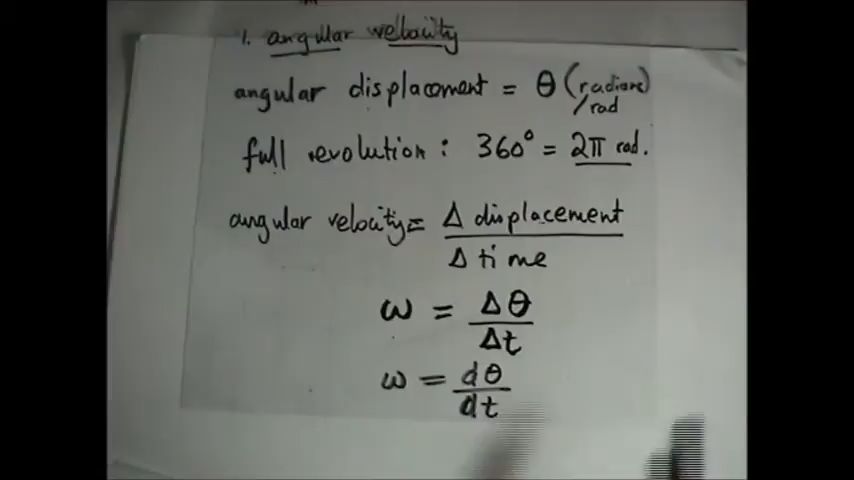 1. angular velocity
angular displacement = θ (radians)
/rad
full revolution: 360° = 2π rad.
angular velocity = Δ displacement / Δ time
ω = Δθ / Δt
ω = dθ / dt